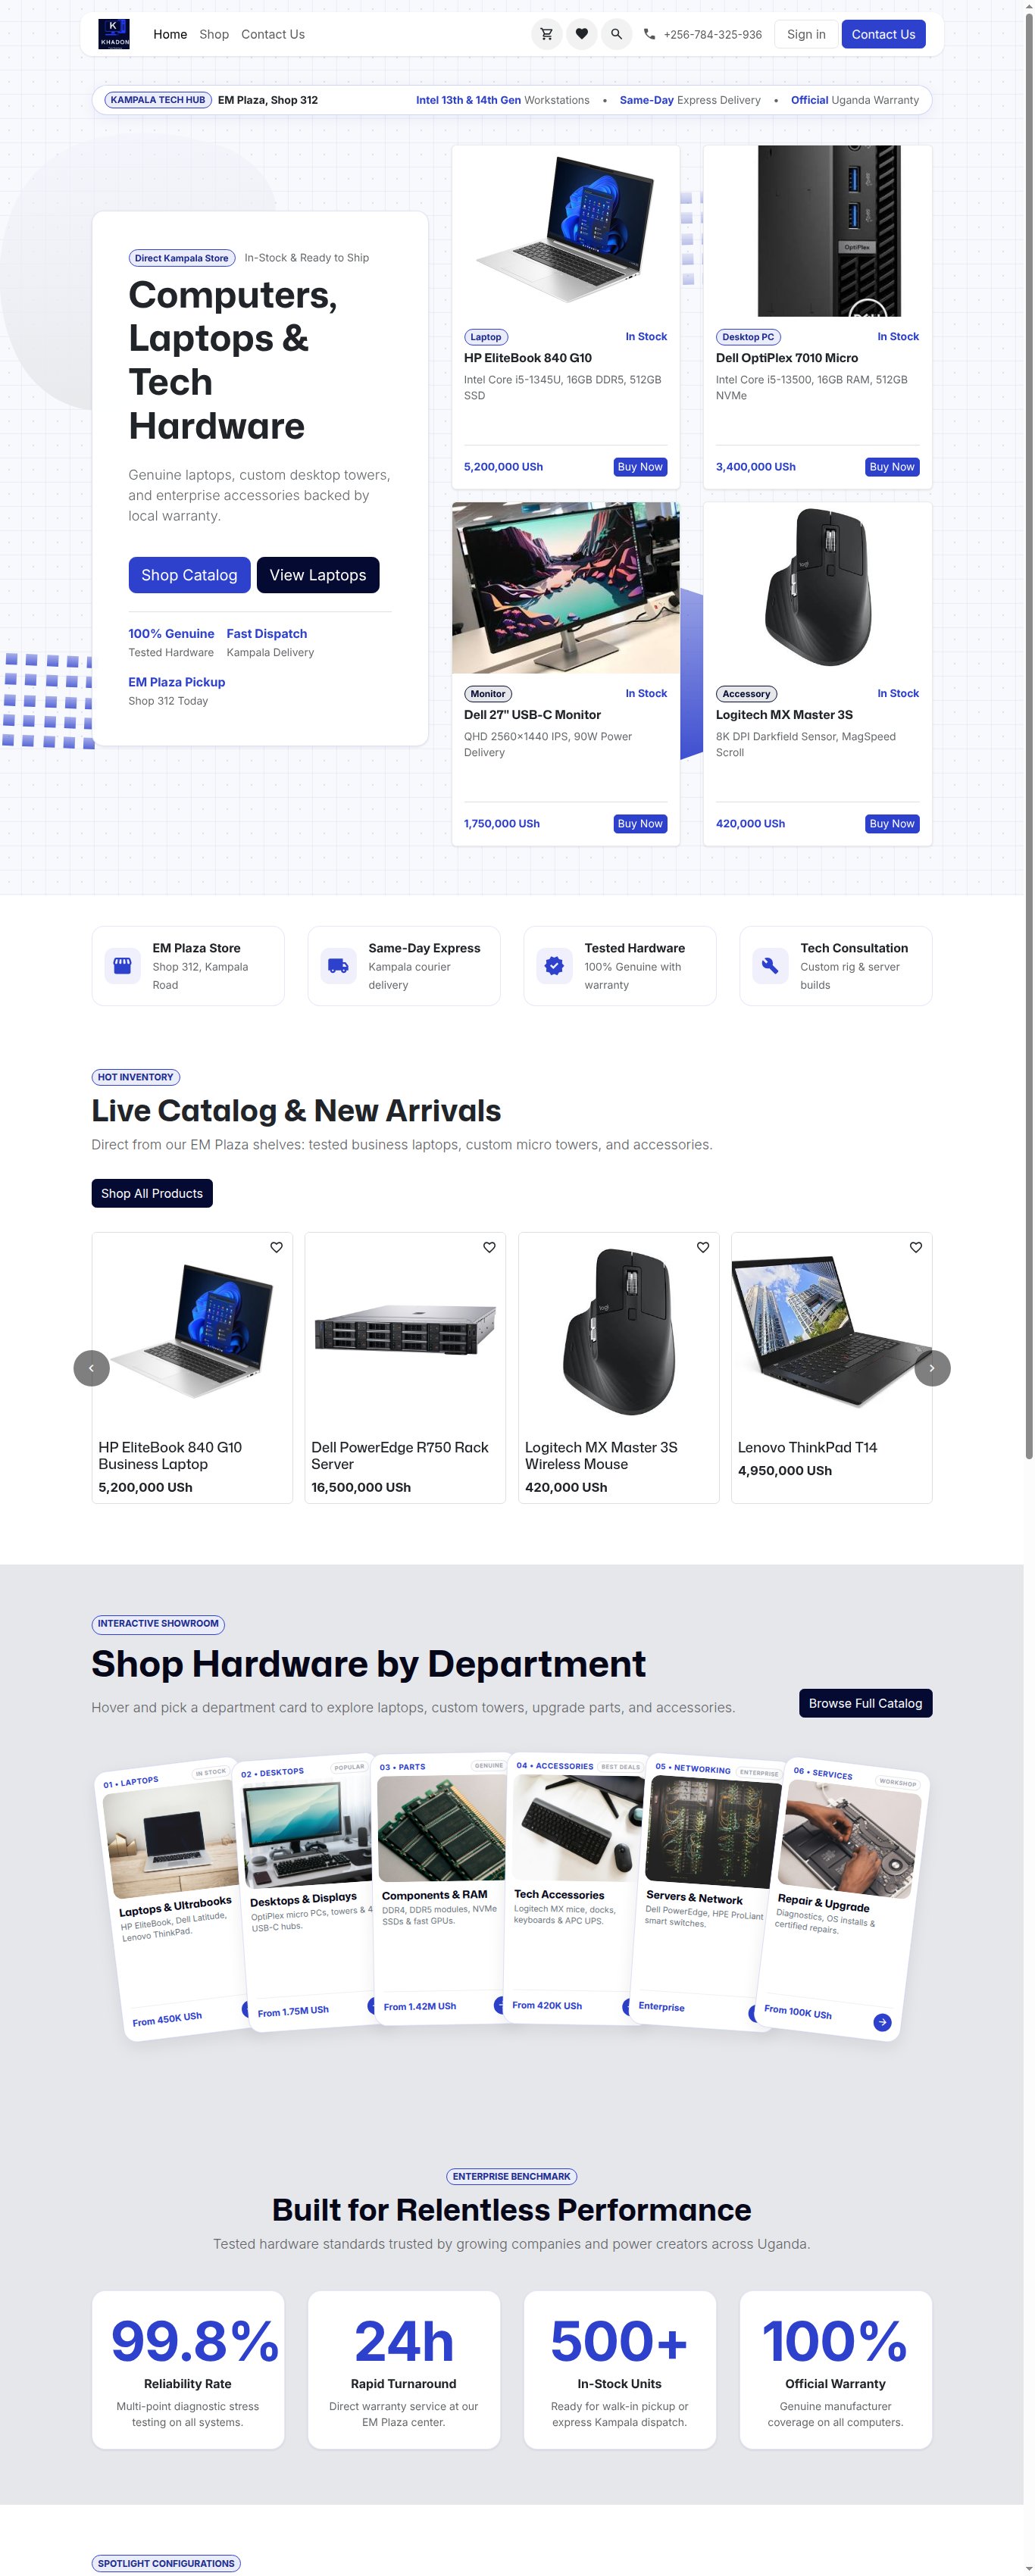 K
KHADON
Home
Shop
Contact Us
+256-784-325-936
Sign in
Contact Us
KAMPALA TECH HUB
EM Plaza, Shop 312
Intel 13th & 14th Gen Workstations
•
Same-Day Express Delivery
•
Official Uganda Warranty
Direct Kampala Store
In-Stock & Ready to Ship
Computers,
Laptops &
Tech
Hardware
Genuine laptops, custom desktop towers,
and enterprise accessories backed by
local warranty.
Shop Catalog
View Laptops
100% Genuine
Tested Hardware
Fast Dispatch
Kampala Delivery
EM Plaza Pickup
Shop 312 Today
Laptop
In Stock
HP EliteBook 840 G10
Intel Core i5-1345U, 16GB DDR5, 512GB
SSD
5,200,000 USh
Buy Now
OptiPlex
Desktop PC
In Stock
Dell OptiPlex 7010 Micro
Intel Core i5-13500, 16GB RAM, 512GB
NVMe
3,400,000 USh
Buy Now
Monitor
In Stock
Dell 27" USB-C Monitor
QHD 2560×1440 IPS, 90W Power
Delivery
1,750,000 USh
Buy Now
logi
Accessory
In Stock
Logitech MX Master 3S
8K DPI Darkfield Sensor, MagSpeed
Scroll
420,000 USh
Buy Now
EM Plaza Store
Shop 312, Kampala
Road
Same-Day Express
Kampala courier
delivery
Tested Hardware
100% Genuine with
warranty
Tech Consultation
Custom rig & server
builds
HOT INVENTORY
Live Catalog & New Arrivals
Direct from our EM Plaza shelves: tested business laptops, custom micro towers, and accessories.
Shop All Products
HP EliteBook 840 G10
Business Laptop
5,200,000 USh
Dell PowerEdge R750 Rack
Server
16,500,000 USh
logi
Logitech MX Master 3S
Wireless Mouse
420,000 USh
Lenovo ThinkPad T14
4,950,000 USh
INTERACTIVE SHOWROOM
Shop Hardware by Department
Hover and pick a department card to explore laptops, custom towers, upgrade parts, and accessories.
Browse Full Catalog
01 • LAPTOPS
IN STOCK
Laptops & Ultrabooks
HP EliteBook, Dell Latitude,
Lenovo ThinkPad.
From 450K USh
02 • DESKTOPS
POPULAR
Desktops & Displays
OptiPlex micro PCs, towers & 4
USB-C hubs.
From 1.75M USh
03 • PARTS
GENUINE
Components & RAM
DDR4, DDR5 modules, NVMe
SSDs & fast GPUs.
From 1.42M USh
04 • ACCESSORIES
BEST DEALS
Tech Accessories
Logitech MX mice, docks,
keyboards & APC UPS.
From 420K USh
05 • NETWORKING
ENTERPRISE
Servers & Network
Dell PowerEdge, HPE ProLiant
smart switches.
Enterprise
06 • SERVICES
WORKSHOP
Repair & Upgrade
Diagnostics, OS installs &
certified repairs.
From 100K USh
ENTERPRISE BENCHMARK
Built for Relentless Performance
Tested hardware standards trusted by growing companies and power creators across Uganda.
99.8%
Reliability Rate
Multi-point diagnostic stress
testing on all systems.
24h
Rapid Turnaround
Direct warranty service at our
EM Plaza center.
500+
In-Stock Units
Ready for walk-in pickup or
express Kampala dispatch.
100%
Official Warranty
Genuine manufacturer
coverage on all computers.
SPOTLIGHT CONFIGURATIONS